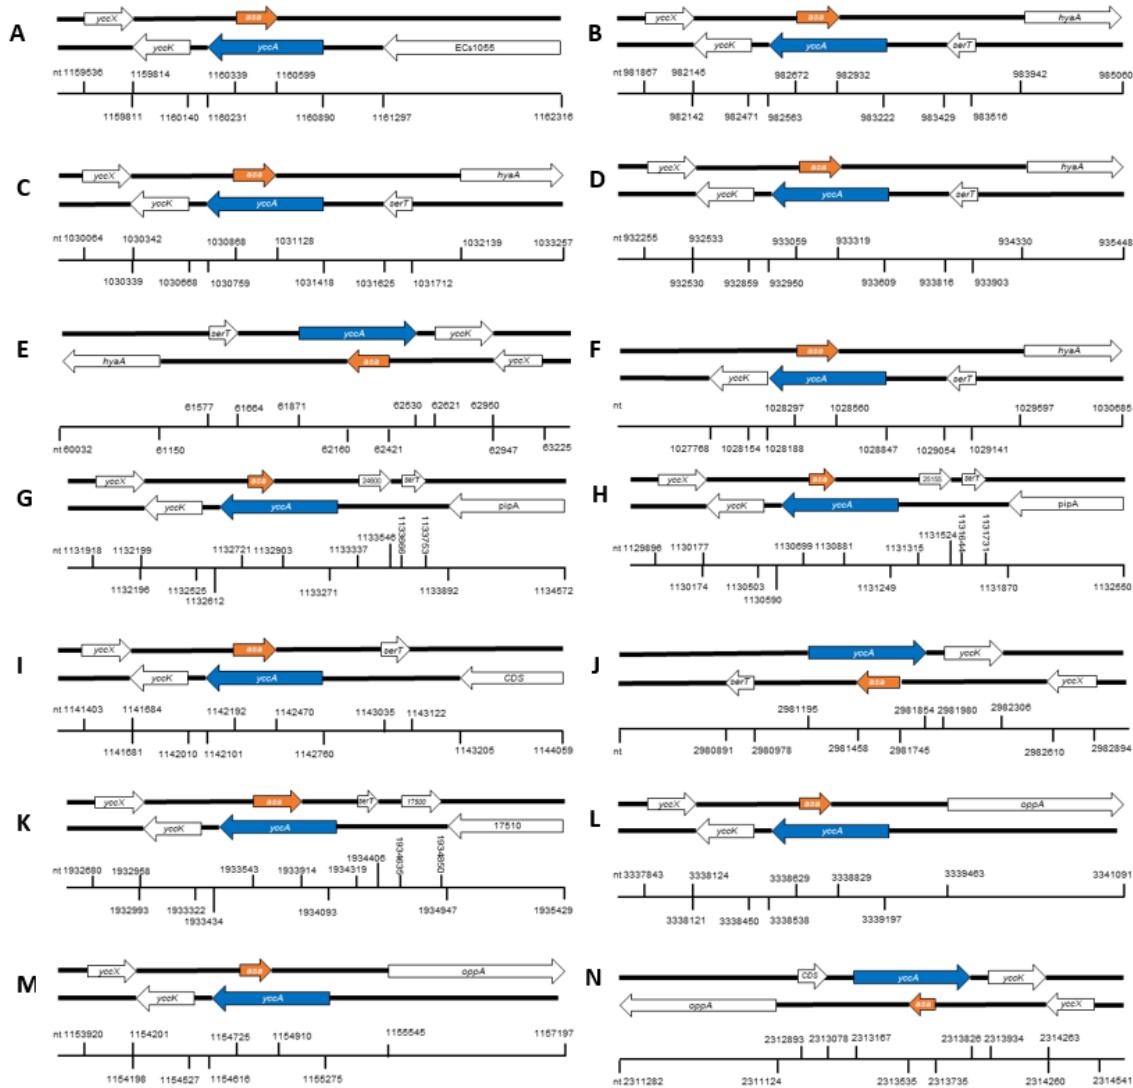 A
yccX
asa
yccK
yccA
ECs1055
nt 1159536
1159814
1160339
1160599
1159811
1160140
1160231
1160890
1161297
1162316
B
yccX
asa
hyaA
yccK
yccA
serT
nt 981867
982145
982672
982932
983942
985060
982142
982471
982563
983222
983429
983516
C
yccX
asa
hyaA
yccK
yccA
serT
nt 1030064
1030342
1030868
1031128
1032139
1033257
1030339
1030668
1030759
1031418
1031625
1031712
D
yccX
asa
hyaA
yccK
yccA
serT
nt 932255
932533
933059
933319
934330
935448
932530
932859
932950
933609
933816
933903
E
serT
yccA
yccK
hyaA
asa
yccX
61577
61664
61871
62530
62621
62950
nt 60032
61150
62160
62421
62947
63225
F
asa
hyaA
yccK
yccA
serT
nt
1028297
1028560
1029597
1030685
1027768
1028154
1028188
1028847
1029054
1029141
G
yccX
asa
24600
serT
yccK
yccA
pipA
1133546
1133666
1133753
nt 1131918
1132199
1132721
1132903
1133337
1132196
1132525
1132612
1133271
1133892
1134572
H
yccX
asa
25155
serT
yccK
yccA
pipA
1131524
1131644
1131731
nt 1129896
1130177
1130699
1130881
1131315
1130174
1130503
1130590
1131249
1131870
1132550
I
yccX
asa
serT
yccK
yccA
CDS
nt 1141403
1141684
1142192
1142470
1143035
1143122
1141681
1142010
1142101
1142760
1143205
1144059
J
yccA
yccK
serT
asa
yccX
2981195
2981854
2981980
2982306
nt
2980891
2980978
2981458
2981745
2982610
2982894
K
yccX
asa
serT
17500
yccK
yccA
17510
1934406
1934635
1934850
nt 1932680
1932958
1933543
1933914
1934319
1932993
1933322
1933434
1934093
1934947
1935429
L
yccX
asa
oppA
yccK
yccA
nt 3337843
3338124
3338629
3338829
3339463
3341091
3338121
3338450
3338538
3339197
M
yccX
asa
oppA
yccK
yccA
nt 1153920
1154201
1154725
1154910
1155545
1157197
1154198
1154527
1154616
1155275
N
CDS
yccA
yccK
oppA
asa
yccX
2312893
2313078
2313167
2313826
2313934
2314263
nt 2311282
2311124
2313535
2313735
2314260
2314541